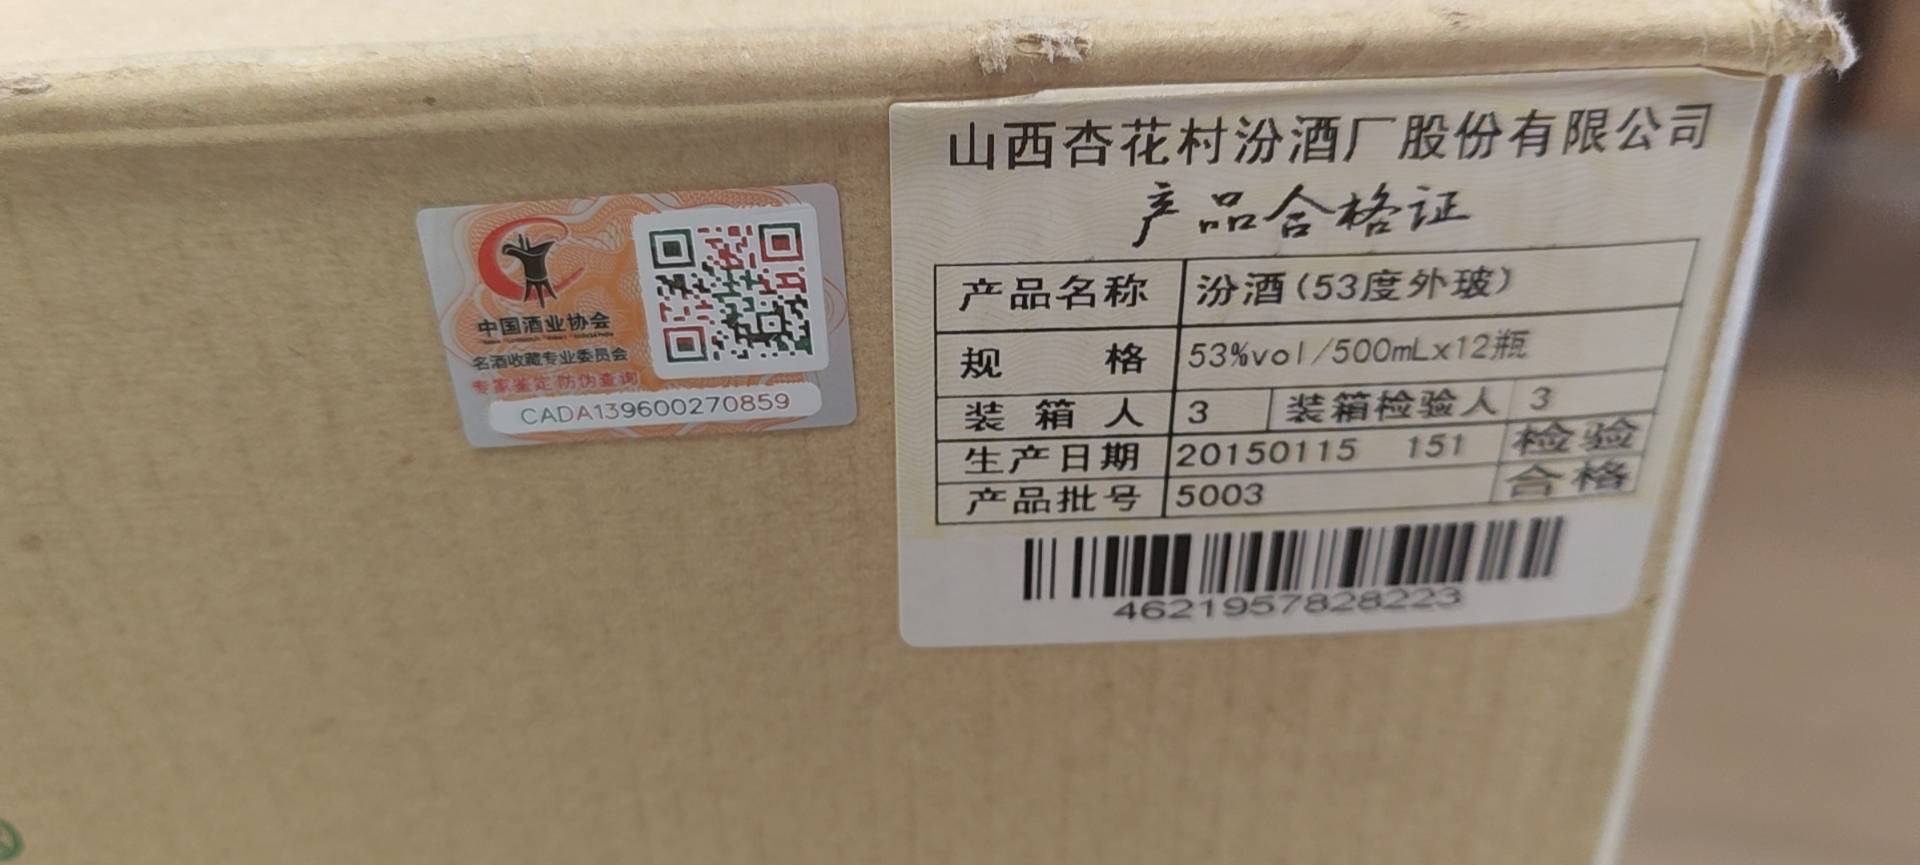 中国酒业协会
名酒收藏专业委员会
专家鉴定 防伪查询
CADA139600270859
山西杏花村汾酒厂股份有限公司
产品合格证
产品名称 汾酒(53度外玻)
规格 53%vol/500mLx12瓶
装箱人 3 装箱检验人 3
生产日期 20150115 151 检验
产品批号 5003 合格
4621957828223